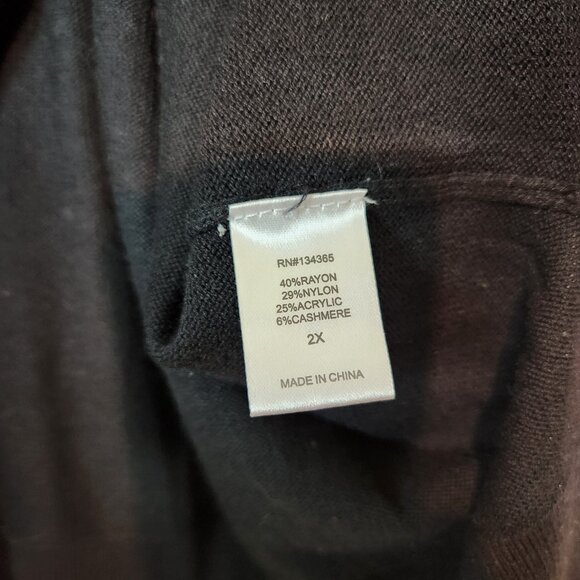 RN#134365
40%RAYON
29%NYLON
25%ACRYLIC
6%CASHMERE
2X
MADE IN CHINA